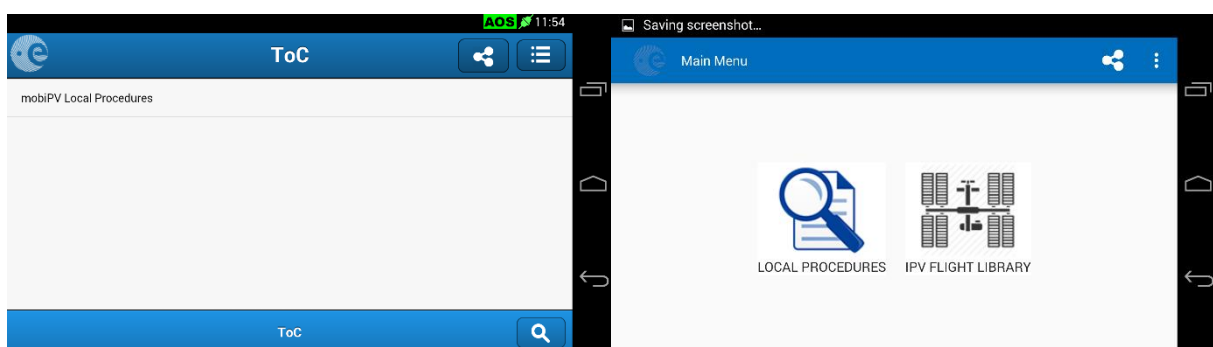 AOS 11:54
ToC
mobiPV Local Procedures
ToC
Saving screenshot...
Main Menu
LOCAL PROCEDURES
IPV FLIGHT LIBRARY